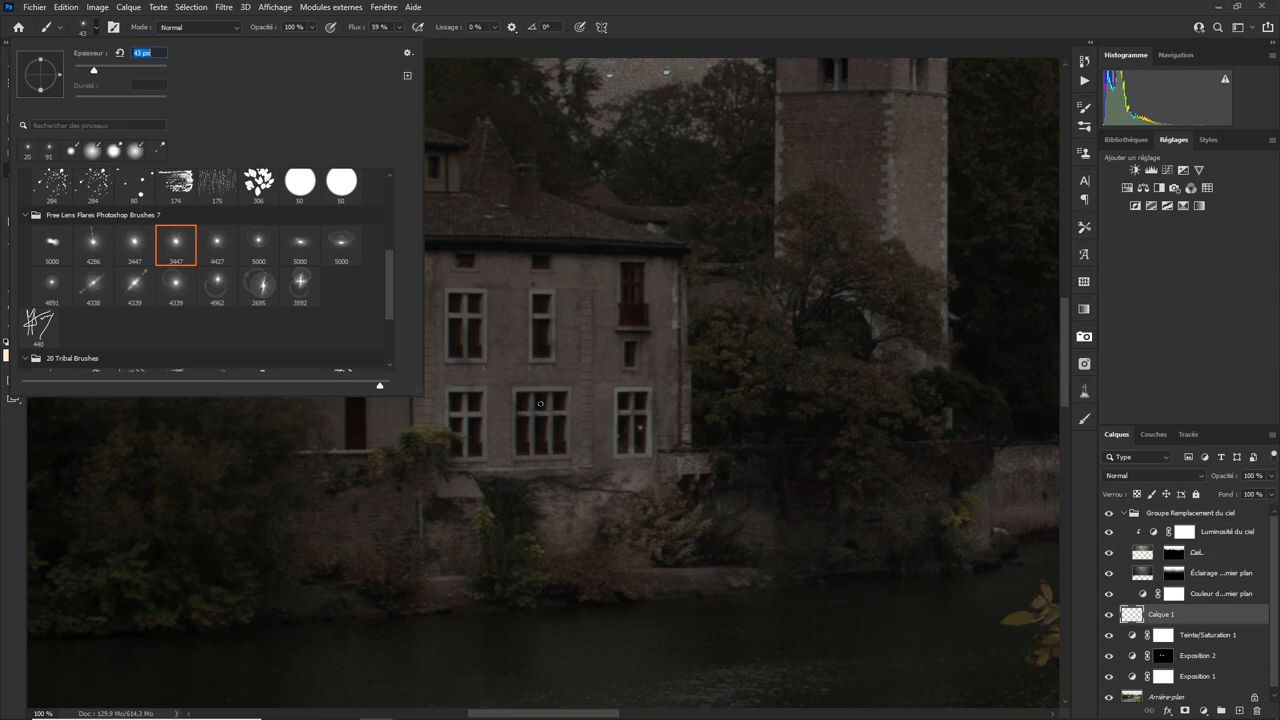 Fichier Edition Image Calque Texte Sélection Filtre 3D Affichage Modules externes Fenêtre Aide
43 Mode : Normal Opacité : 100 % Flux : 59 % Lissage : 0 % 0°
Epaisseur : 43 px
Dureté :
Rechercher des pinceaux
20 91
284 284 80 174 175 306 50 50
Free Lens Flares Photoshop Brushes 7
5000 4286 3447 3447 4427 5000 5000 5000
4891 4338 4339 4339 4962 2695 3592
440
20 Tribal Brushes
Histogramme Navigation
Bibliothèques Réglages Styles
Ajouter un réglage
Calques Couches Tracés
Type
Normal Opacité : 100 %
Verrou : Fond : 100 %
Groupe Remplacement du ciel
Luminosité du ciel
Ciel
Éclairage ...mier plan
Couleur d...mier plan
Calque 1
Teinte/Saturation 1
Exposition 2
Exposition 1
Arrière-plan
100 % Doc : 129,9 Mo/614,3 Mo